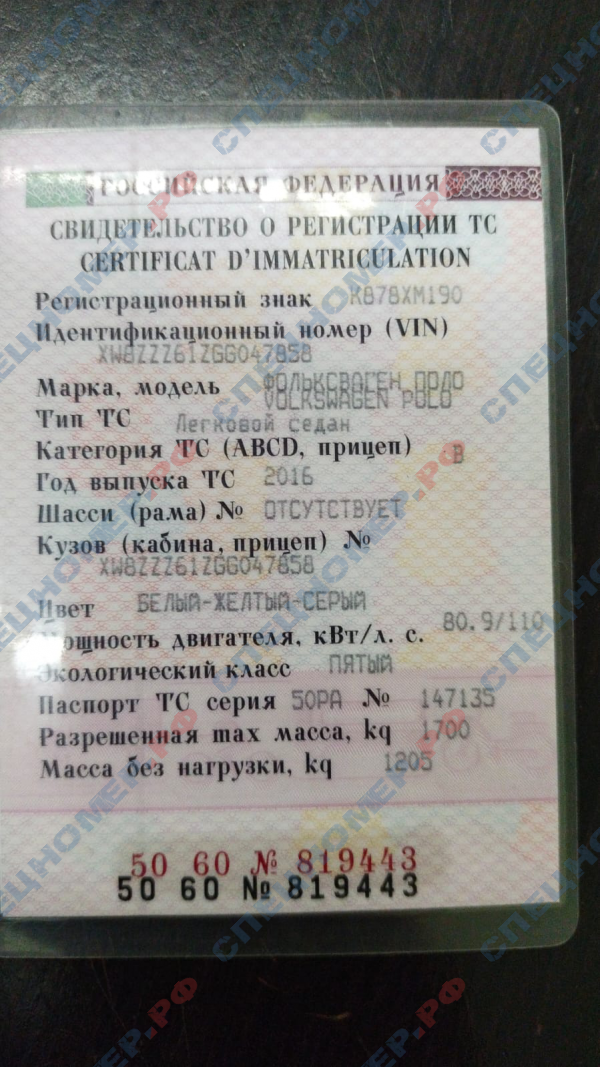 РОССИЙСКАЯ ФЕДЕРАЦИЯ
СВИДЕТЕЛЬСТВО О РЕГИСТРАЦИИ ТС
CERTIFICAT D'IMMATRICULATION
Регистрационный знак К878ХМ190
Идентификационный номер (VIN)
XW8ZZZ61ZGG047858
Марка, модель ФОЛЬКСВАГЕН ПОЛО
VOLKSWAGEN POLO
Тип ТС Легковой седан
Категория ТС (ABCD, прицеп) B
Год выпуска ТС 2016
Шасси (рама) № ОТСУТСТВУЕТ
Кузов (кабина, прицеп) №
XW8ZZZ61ZGG047858
Цвет БЕЛЫЙ-ЖЕЛТЫЙ-СЕРЫЙ
Мощность двигателя, кВт/л. с. 80.9/110
Экологический класс ПЯТЫЙ
Паспорт ТС серия 50РА № 147135
Разрешенная max масса, kq 1700
Масса без нагрузки, kq 1205
50 60 № 819443
50 60 № 819443
СПЕЦНОМЕР.РФ